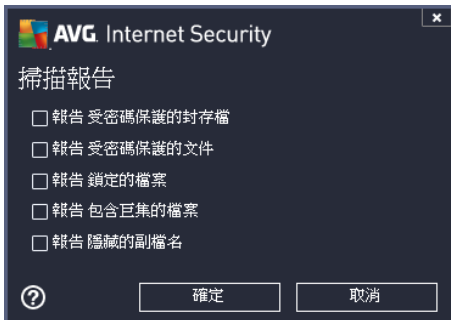 AVG. Internet Security
掃描報告
報告 受密碼保護的封存檔
報告 受密碼保護的文件
報告 鎖定的檔案
報告 包含巨集的檔案
報告 隱藏的副檔名
確定
取消